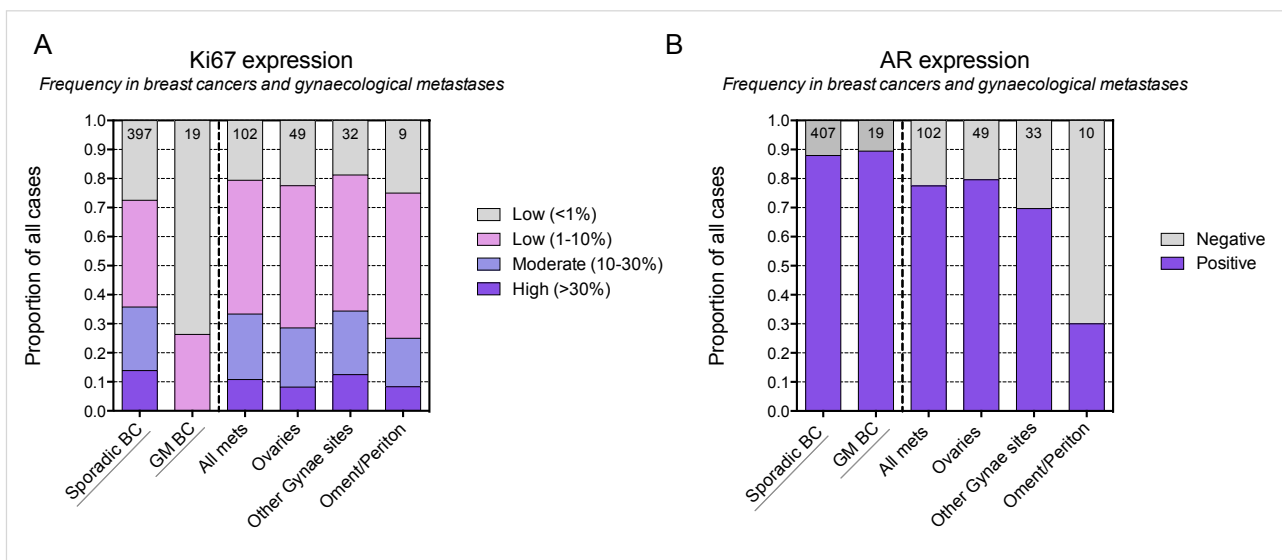 A
Ki67 expression
Frequency in breast cancers and gynaecological metastases
Proportion of all cases
1.0
0.9
0.8
0.7
0.6
0.5
0.4
0.3
0.2
0.1
0.0
397 19 102 49 32 9
Sporadic BC
GM BC
All mets
Ovaries
Other Gynae sites
Oment/Periton
Low (<1%)
Low (1-10%)
Moderate (10-30%)
High (>30%)
B
AR expression
Frequency in breast cancers and gynaecological metastases
Proportion of all cases
1.0
0.9
0.8
0.7
0.6
0.5
0.4
0.3
0.2
0.1
0.0
407 19 102 49 33 10
Sporadic BC
GM BC
All mets
Ovaries
Other Gynae sites
Oment/Periton
Negative
Positive